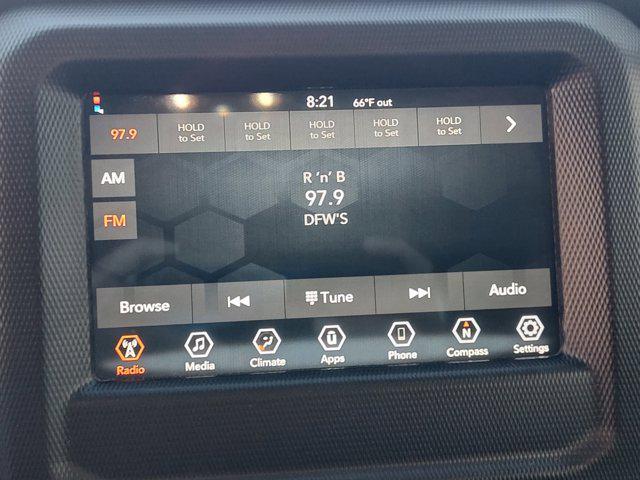 8:21 66°F out
97.9 HOLD to Set HOLD to Set HOLD to Set HOLD to Set HOLD to Set
AM
FM
R 'n' B
97.9
DFW'S
Browse Tune Audio
Radio Media Climate Apps Phone Compass Settings